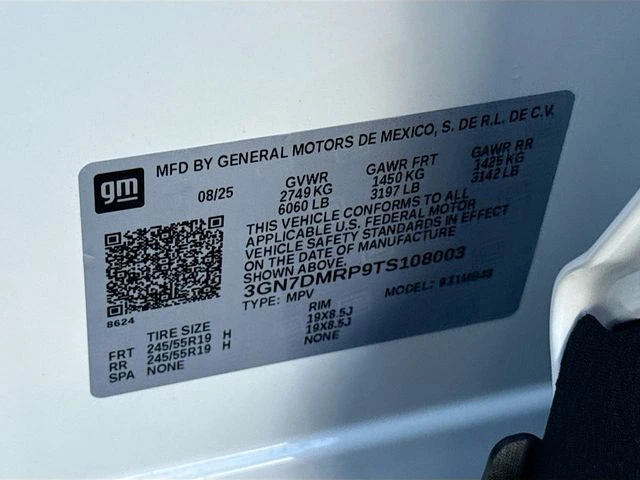 gm
MFD BY GENERAL MOTORS DE MEXICO, S. DE R.L. DE C.V.
08/25 GVWR GAWR FRT GAWR RR
2749 KG 1450 KG 1425 KG
6060 LB 3197 LB 3142 LB
THIS VEHICLE CONFORMS TO ALL
APPLICABLE U.S. FEDERAL MOTOR
VEHICLE SAFETY STANDARDS IN EFFECT
ON THE DATE OF MANUFACTURE
SHOWN ABOVE.
3GN7DMRP9TS108003
TYPE: MPV MODEL:
8624
TIRE SIZE RIM
FRT 245/55R19 H 19X8.5J
RR 245/55R19 H 19X8.5J
SPA NONE NONE